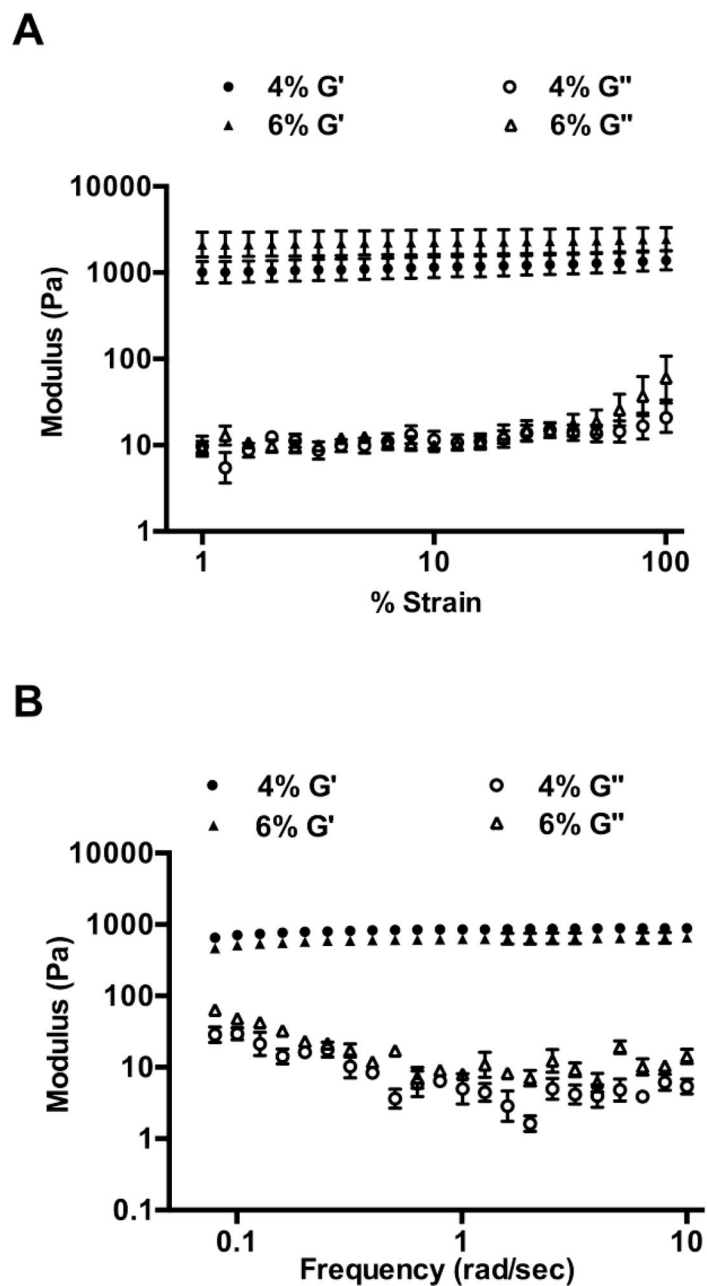 A
4% G' 4% G"
6% G' 6% G"
10000
1000
100
10
1
Modulus (Pa)
1 10 100
% Strain
B
4% G' 4% G"
6% G' 6% G"
10000
1000
100
10
1
0.1
Modulus (Pa)
0.1 1 10
Frequency (rad/sec)